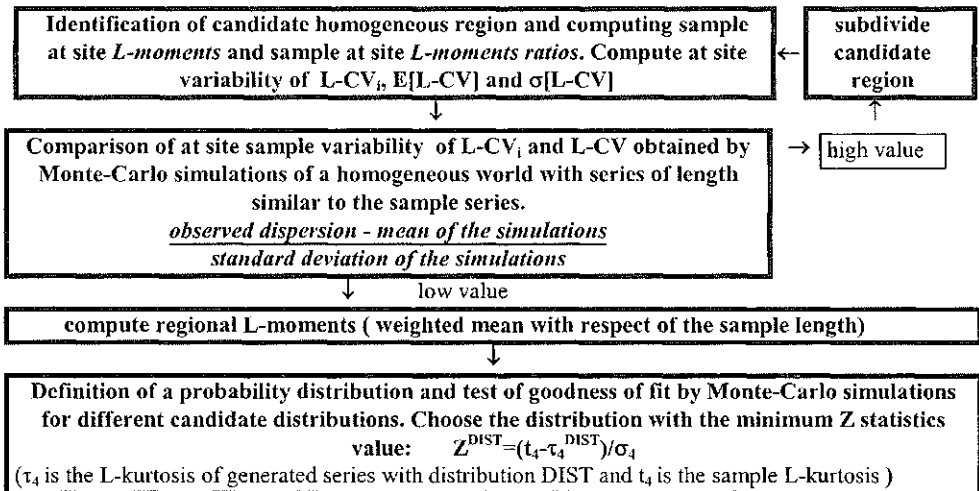 Identification of candidate homogeneous region and computing sample
at site L-moments and sample at site L-moments ratios. Compute at site
variability of L-CVi, E[L-CV] and σ[L-CV]
subdivide
candidate
region
←
↓
↑
Comparison of at site sample variability of L-CVi and L-CV obtained by
Monte-Carlo simulations of a homogeneous world with series of length
similar to the sample series.
observed dispersion - mean of the simulations
standard deviation of the simulations
→ high value
↓ low value
compute regional L-moments ( weighted mean with respect of the sample length)
↓
Definition of a probability distribution and test of goodness of fit by Monte-Carlo simulations
for different candidate distributions. Choose the distribution with the minimum Z statistics
value: Z^DIST=(t4-τ4^DIST)/σ4
(τ4 is the L-kurtosis of generated series with distribution DIST and t4 is the sample L-kurtosis )